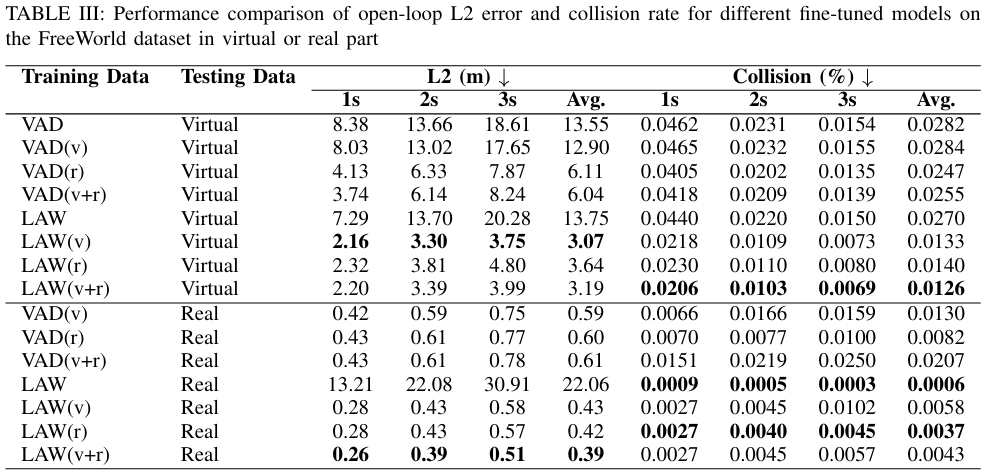 TABLE III: Performance comparison of open-loop L2 error and collision rate for different fine-tuned models on
the FreeWorld dataset in virtual or real part
Training Data Testing Data L2 (m) ↓ Collision (%) ↓
1s 2s 3s Avg. 1s 2s 3s Avg.
VAD Virtual 8.38 13.66 18.61 13.55 0.0462 0.0231 0.0154 0.0282
VAD(v) Virtual 8.03 13.02 17.65 12.90 0.0465 0.0232 0.0155 0.0284
VAD(r) Virtual 4.13 6.33 7.87 6.11 0.0405 0.0202 0.0135 0.0247
VAD(v+r) Virtual 3.74 6.14 8.24 6.04 0.0418 0.0209 0.0139 0.0255
LAW Virtual 7.29 13.70 20.28 13.75 0.0440 0.0220 0.0150 0.0270
LAW(v) Virtual 2.16 3.30 3.75 3.07 0.0218 0.0109 0.0073 0.0133
LAW(r) Virtual 2.32 3.81 4.80 3.64 0.0230 0.0110 0.0080 0.0140
LAW(v+r) Virtual 2.20 3.39 3.99 3.19 0.0206 0.0103 0.0069 0.0126
VAD(v) Real 0.42 0.59 0.75 0.59 0.0066 0.0166 0.0159 0.0130
VAD(r) Real 0.43 0.61 0.77 0.60 0.0070 0.0077 0.0100 0.0082
VAD(v+r) Real 0.43 0.61 0.78 0.61 0.0151 0.0219 0.0250 0.0207
LAW Real 13.21 22.08 30.91 22.06 0.0009 0.0005 0.0003 0.0006
LAW(v) Real 0.28 0.43 0.58 0.43 0.0027 0.0045 0.0102 0.0058
LAW(r) Real 0.28 0.43 0.57 0.42 0.0027 0.0040 0.0045 0.0037
LAW(v+r) Real 0.26 0.39 0.51 0.39 0.0027 0.0045 0.0057 0.0043